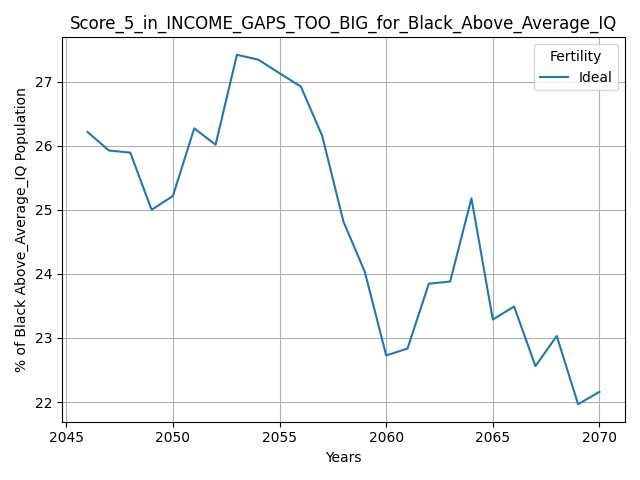 Score_5_in_INCOME_GAPS_TOO_BIG_for_Black_Above_Average_IQ
Fertility
Ideal
% of Black Above_Average_IQ Population
27
26
25
24
23
22
2045
2050
2055
2060
2065
2070
Years